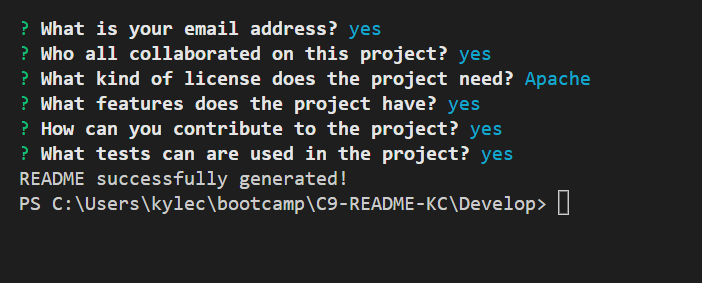 ? What is your email address? yes
? Who all collaborated on this project? yes
? What kind of license does the project need? Apache
? What features does the project have? yes
? How can you contribute to the project? yes
? What tests can are used in the project? yes
README successfully generated!
PS C:\Users\kylec\bootcamp\C9-README-KC\Develop>